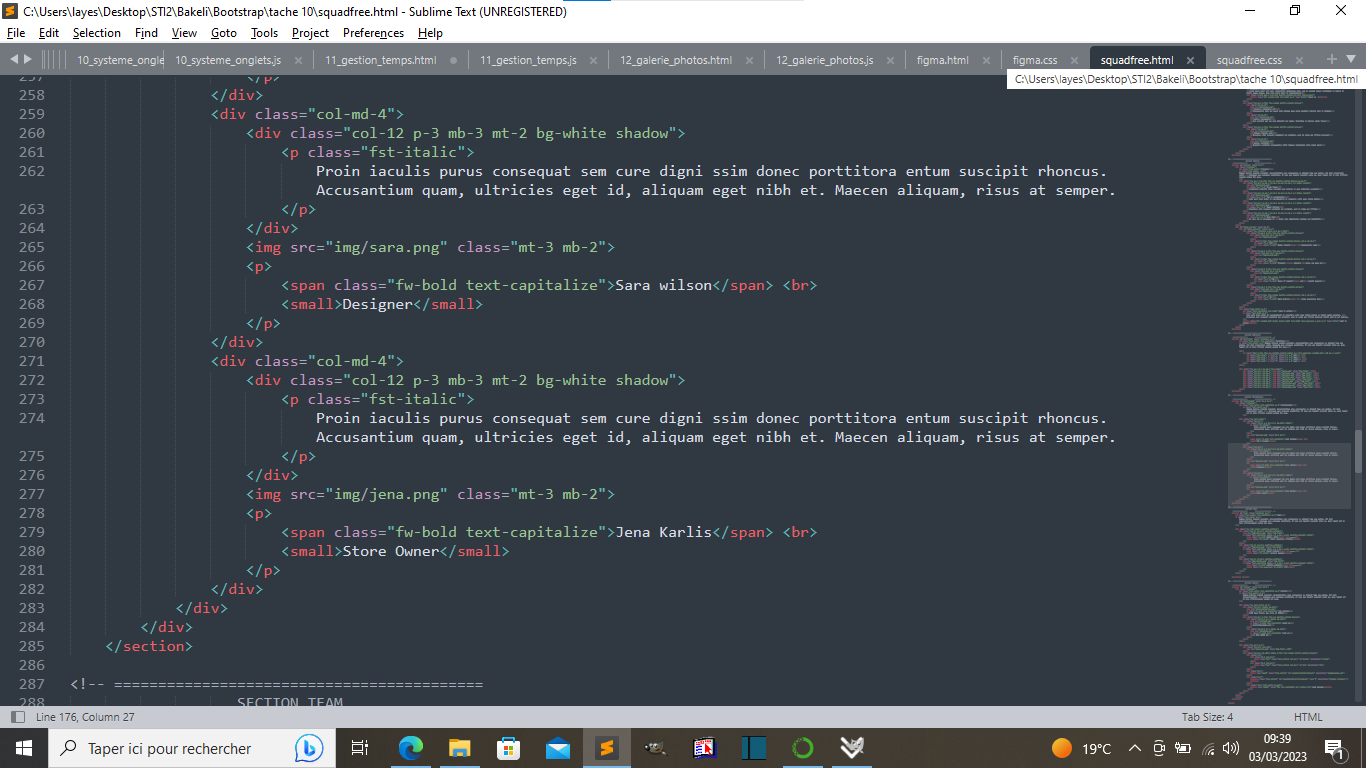 C:\Users\layes\Desktop\STI2\Bakeli\Bootstrap\tache 10\squadfree.html - Sublime Text (UNREGISTERED)
File Edit Selection Find View Goto Tools Project Preferences Help
10_systeme_ongle 10_systeme_onglets.js 11_gestion_temps.html 11_gestion_temps.js 12_galerie_photos.html 12_galerie_photos.js figma.html figma.css squadfree.html squadfree.css
C:\Users\layes\Desktop\STI2\Bakeli\Bootstrap\tache 10\squadfree.html
257 </p>
258 </div>
259 <div class="col-md-4">
260 <div class="col-12 p-3 mb-3 mt-2 bg-white shadow">
261 <p class="fst-italic">
262 Proin iaculis purus consequat sem cure digni ssim donec porttitora entum suscipit rhoncus.
Accusantium quam, ultricies eget id, aliquam eget nibh et. Maecen aliquam, risus at semper.
263 </p>
264 </div>
265 <img src="img/sara.png" class="mt-3 mb-2">
266 <p>
267 <span class="fw-bold text-capitalize">Sara wilson</span> <br>
268 <small>Designer</small>
269 </p>
270 </div>
271 <div class="col-md-4">
272 <div class="col-12 p-3 mb-3 mt-2 bg-white shadow">
273 <p class="fst-italic">
274 Proin iaculis purus consequat sem cure digni ssim donec porttitora entum suscipit rhoncus.
Accusantium quam, ultricies eget id, aliquam eget nibh et. Maecen aliquam, risus at semper.
275 </p>
276 </div>
277 <img src="img/jena.png" class="mt-3 mb-2">
278 <p>
279 <span class="fw-bold text-capitalize">Jena Karlis</span> <br>
280 <small>Store Owner</small>
281 </p>
282 </div>
283 </div>
284 </div>
285 </section>
286
287 <!-- ==========================================
288 SECTION TEAM
Line 176, Column 27 Tab Size: 4 HTML
Taper ici pour rechercher 19°C 09:39
03/03/2023 1